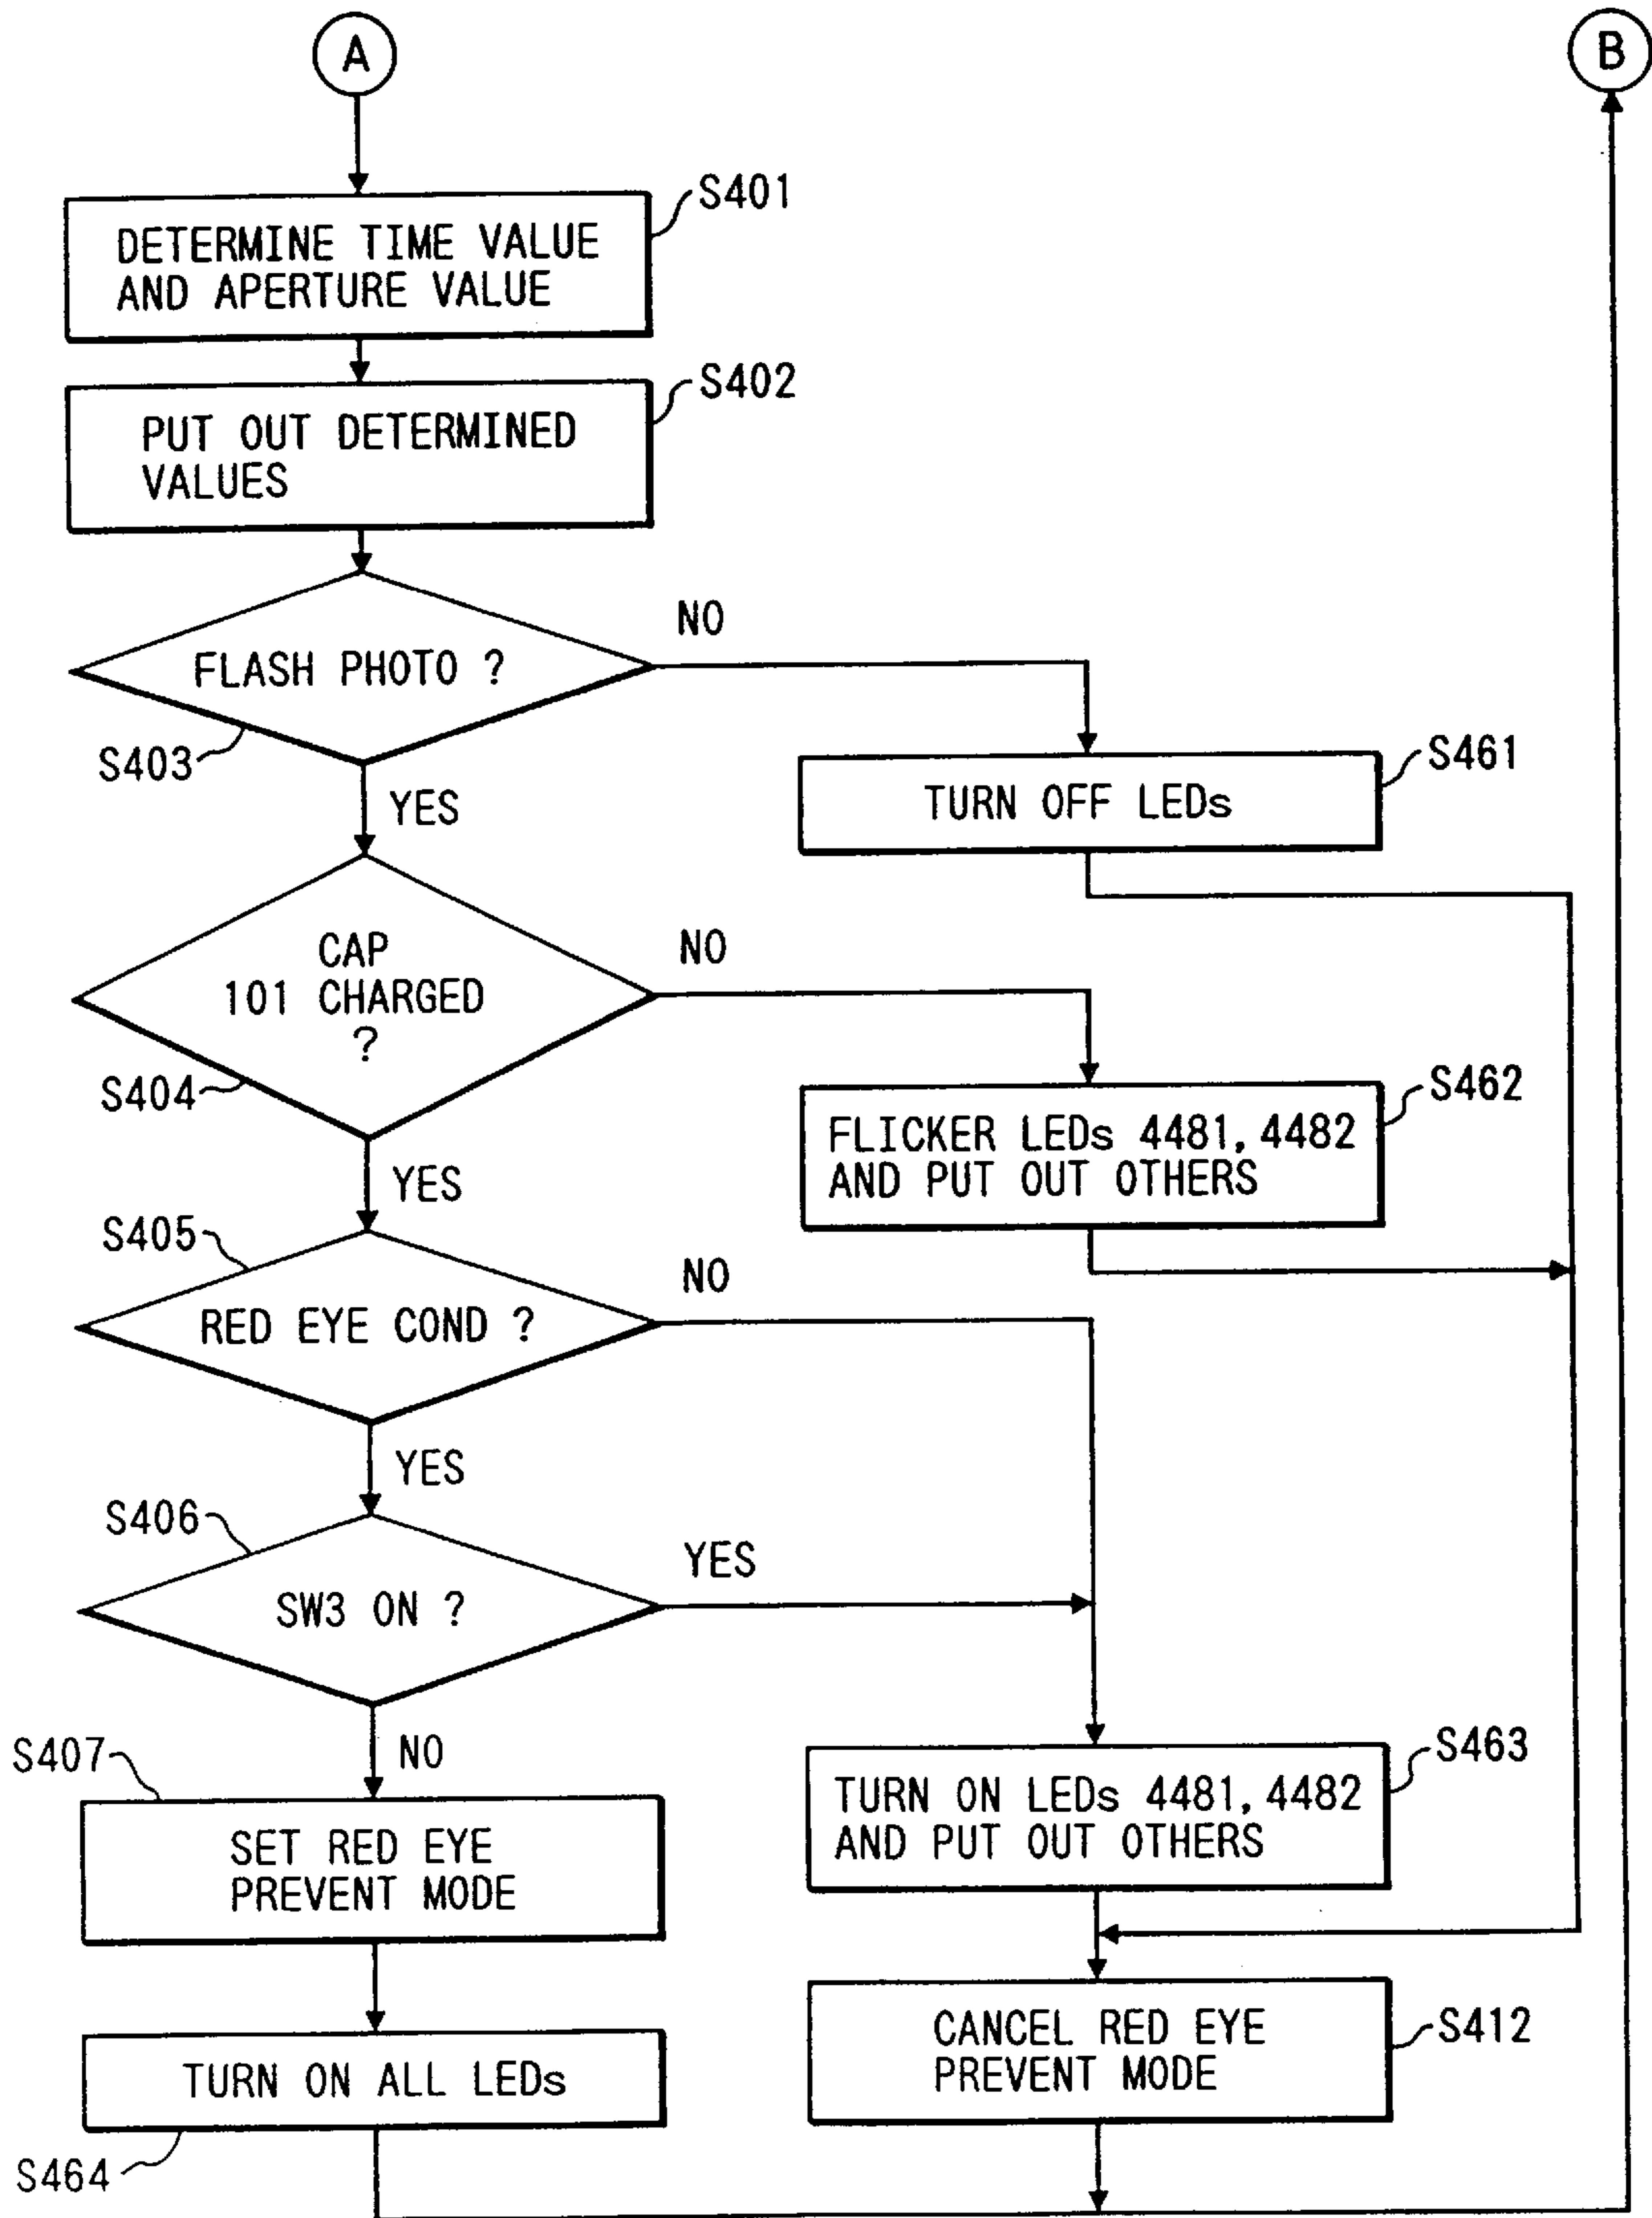 A
B
S401
DETERMINE TIME VALUE
AND APERTURE VALUE
S402
PUT OUT DETERMINED
VALUES
NO
FLASH PHOTO ?
S403
YES
S461
TURN OFF LEDs
CAP
101 CHARGED
?
NO
S404
YES
S462
FLICKER LEDs 4481, 4482
AND PUT OUT OTHERS
S405
NO
RED EYE COND ?
YES
S406
YES
SW3 ON ?
NO
S407
SET RED EYE
PREVENT MODE
S463
TURN ON LEDs 4481, 4482
AND PUT OUT OTHERS
TURN ON ALL LEDs
S464
CANCEL RED EYE
PREVENT MODE
S412